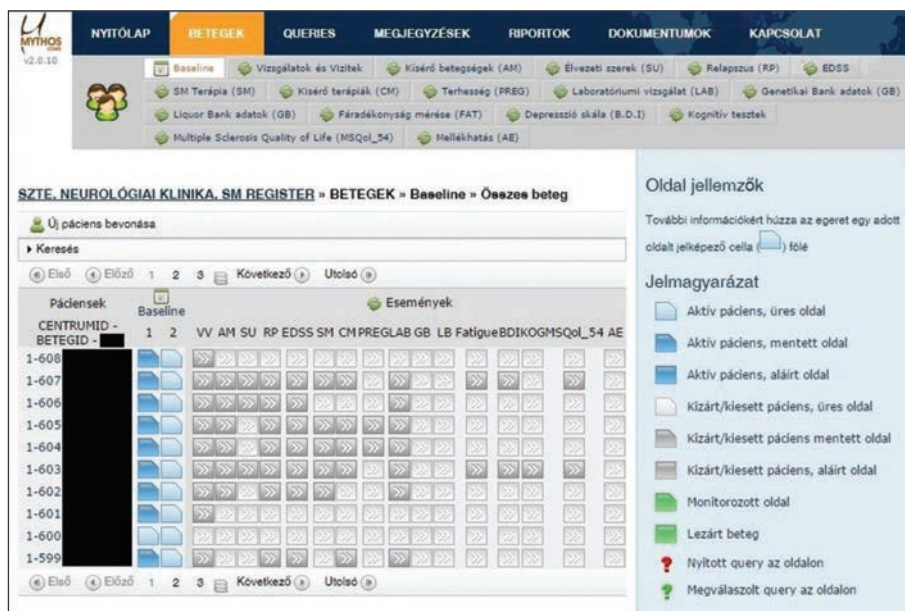 MYTHOS
v2.0.10
NYITÓLAP BETEGEK QUERIES MEGJEGYZÉSEK RIPORTOK DOKUMENTUMOK KAPCSOLAT
Baseline Vizsgálatok és Vizitek Kisérő betegségek (AM) Élvezeti szerek (SU) Relapszus (RP) EDSS
SM Terápia (SM) Kisérő terápiák (CM) Terhesség (PREG) Laboratóriumi vizsgálat (LAB) Genetikai Bank adatok (GB)
Liquor Bank adatok (GB) Fáradékonyság mérése (FAT) Depresszió skála (B.D.I) Kognitív tesztek
Multiple Sclerosis Quality of Life (MSQol_54) Mellékhatás (AE)
SZTE, NEUROLÓGIAI KLINIKA, SM REGISTER » BETEGEK » Baseline » Összes beteg
Új páciens bevonása
Keresés
Első Előző 1 2 3 Következő Utolsó
Páciensek Baseline Események
CENTRUMID -
BETEGID -
1 2 VV AM SU RP EDSS SM CM PREG LAB GB LB Fatigue BDI KOG MSQol_54 AE
1-608
1-607
1-606
1-605
1-604
1-603
1-602
1-601
1-600
1-599
Első Előző 1 2 3 Következő Utolsó
Oldal jellemzők
További információkért húzza az egeret egy adott
oldalt jelképező cella ( ) fölé
Jelmagyarázat
Aktív páciens, üres oldal
Aktív páciens, mentett oldal
Aktív páciens, aláírt oldal
Kizárt/kiesett páciens, üres oldal
Kizárt/kiesett páciens mentett oldal
Kizárt/kiesett páciens, aláírt oldal
Monitorozott oldal
Lezárt beteg
Nyitott query az oldalon
Megválaszolt query az oldalon